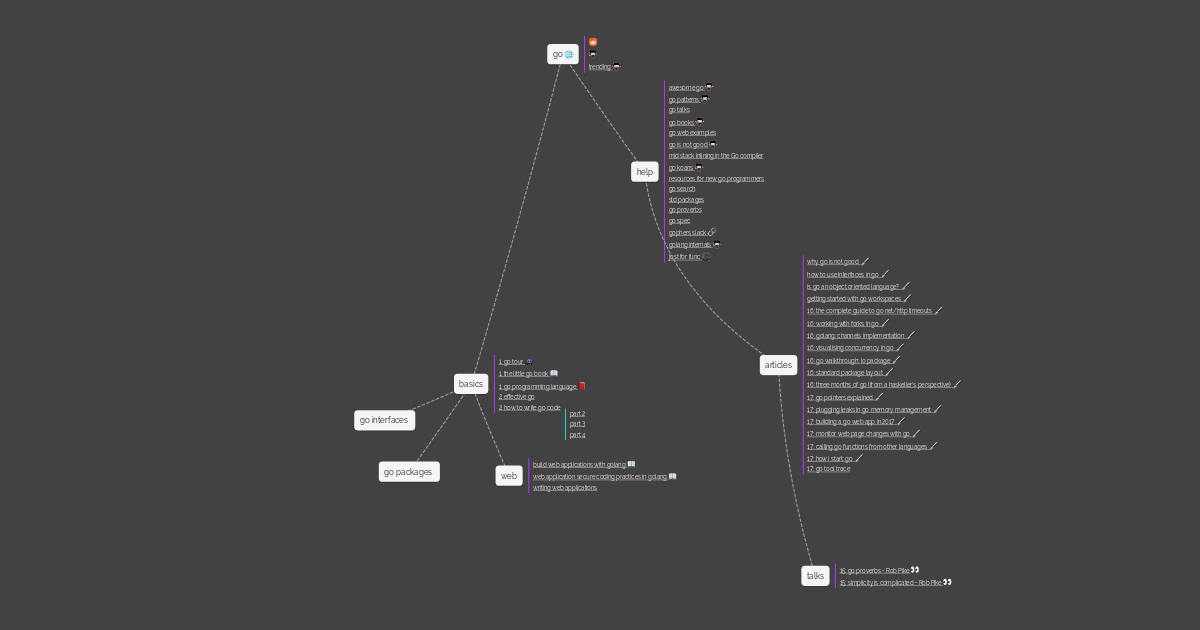 go
trending
help
awesome go
go patterns
go talks
go books
go web examples
go is not good
mid stack inlining in the Go compiler
go koans
resources for new go programmers
go search
std packages
go proverbs
go spec
gophers slack
golang internals
just for func
articles
why go is not good
how to use interfaces in go
is go an object oriented language?
getting started with go workspaces
16: the complete guide to go net/http timeouts
16: working with forks in go
16: golang channels implementation
16: visualising concurrency in go
16: go walkthrough: io package
16: standard package layout
16: three months of go (from a haskeller's perspective)
17: go pointers explained
17: plugging leaks in go memory management
17: building a go web app in 2017
17: monitor web page changes with go
17: calling go functions from other languages
17: how i start: go
17: go tool trace
basics
1. go tour
1. the little go book
1. go programming language
2. effective go
2. how to write go code
part 2
part 3
part 4
go interfaces
go packages
web
build web applications with golang
web application secure coding practices in golang
writing web applications
talks
15: go proverbs - Rob Pike
15: simplicity is complicated - Rob Pike